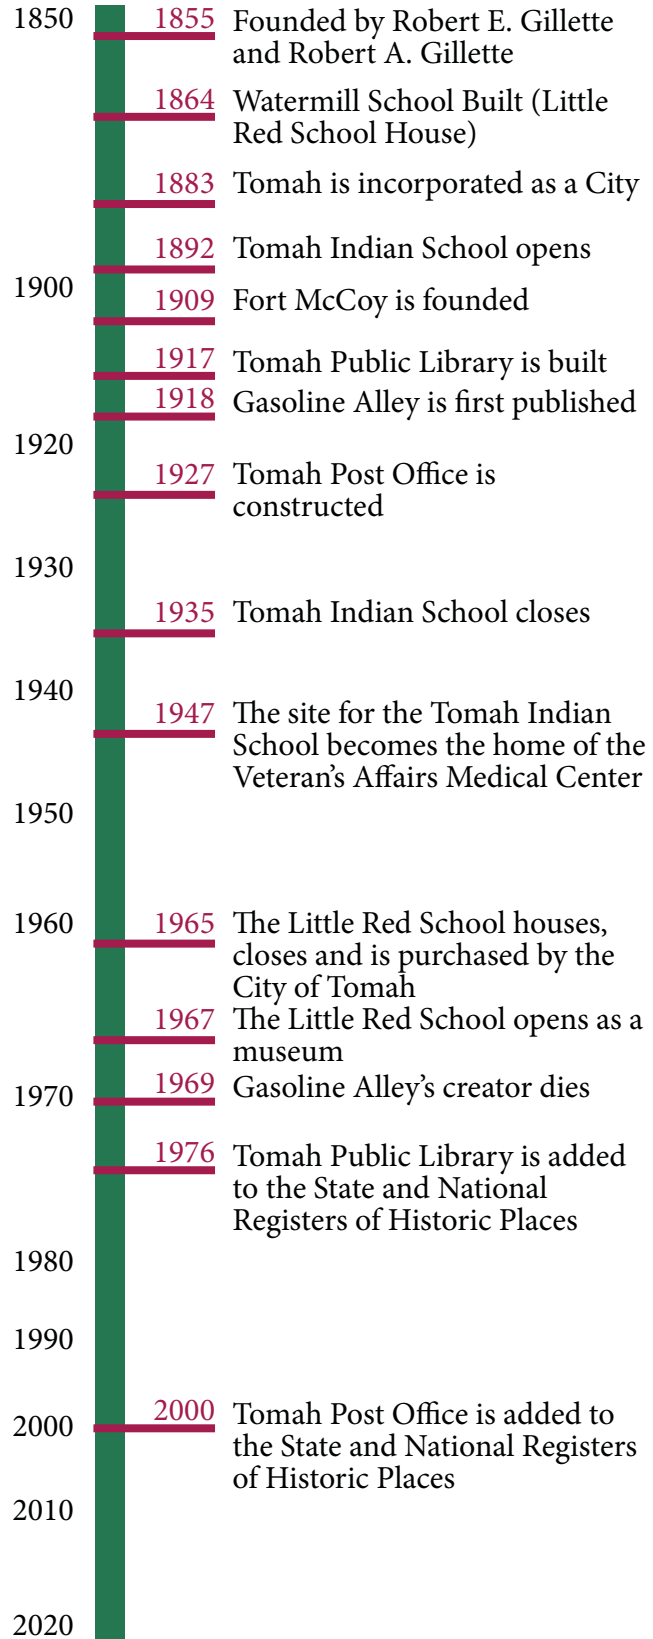 1850
1855 Founded by Robert E. Gillette
and Robert A. Gillette
1864 Watermill School Built (Little
Red School House)
1883 Tomah is incorporated as a City
1892 Tomah Indian School opens
1900
1909 Fort McCoy is founded
1917 Tomah Public Library is built
1918 Gasoline Alley is first published
1920
1927 Tomah Post Office is
constructed
1930
1935 Tomah Indian School closes
1940
1947 The site for the Tomah Indian
School becomes the home of the
Veteran's Affairs Medical Center
1950
1960
1965 The Little Red School houses,
closes and is purchased by the
City of Tomah
1967 The Little Red School opens as a
museum
1969 Gasoline Alley's creator dies
1970
1976 Tomah Public Library is added
to the State and National
Registers of Historic Places
1980
1990
2000
2000 Tomah Post Office is added to
the State and National Registers
of Historic Places
2010
2020